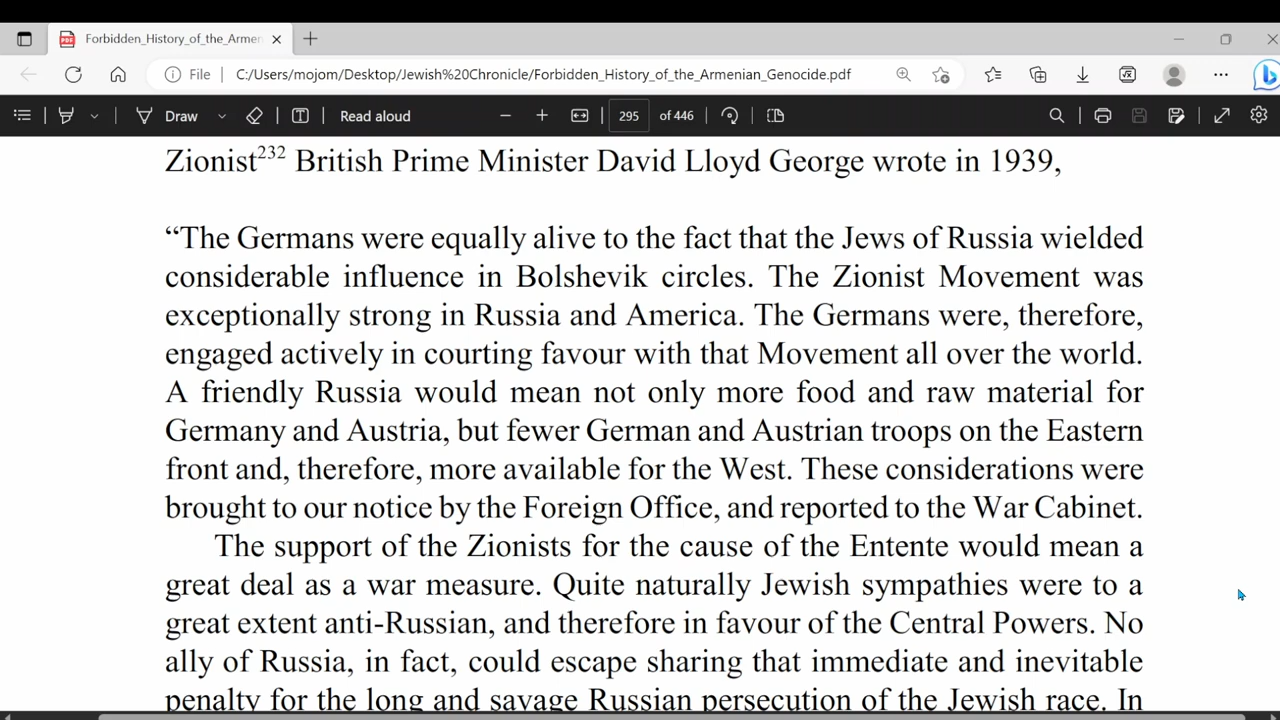 Forbidden_History_of_the_Armen
File C:/Users/mojom/Desktop/Jewish%20Chronicle/Forbidden_History_of_the_Armenian_Genocide.pdf
Draw Read aloud 295 of 446
Zionist232 British Prime Minister David Lloyd George wrote in 1939,
“The Germans were equally alive to the fact that the Jews of Russia wielded
considerable influence in Bolshevik circles. The Zionist Movement was
exceptionally strong in Russia and America. The Germans were, therefore,
engaged actively in courting favour with that Movement all over the world.
A friendly Russia would mean not only more food and raw material for
Germany and Austria, but fewer German and Austrian troops on the Eastern
front and, therefore, more available for the West. These considerations were
brought to our notice by the Foreign Office, and reported to the War Cabinet.
The support of the Zionists for the cause of the Entente would mean a
great deal as a war measure. Quite naturally Jewish sympathies were to a
great extent anti-Russian, and therefore in favour of the Central Powers. No
ally of Russia, in fact, could escape sharing that immediate and inevitable
penalty for the long and savage Russian persecution of the Jewish race. In